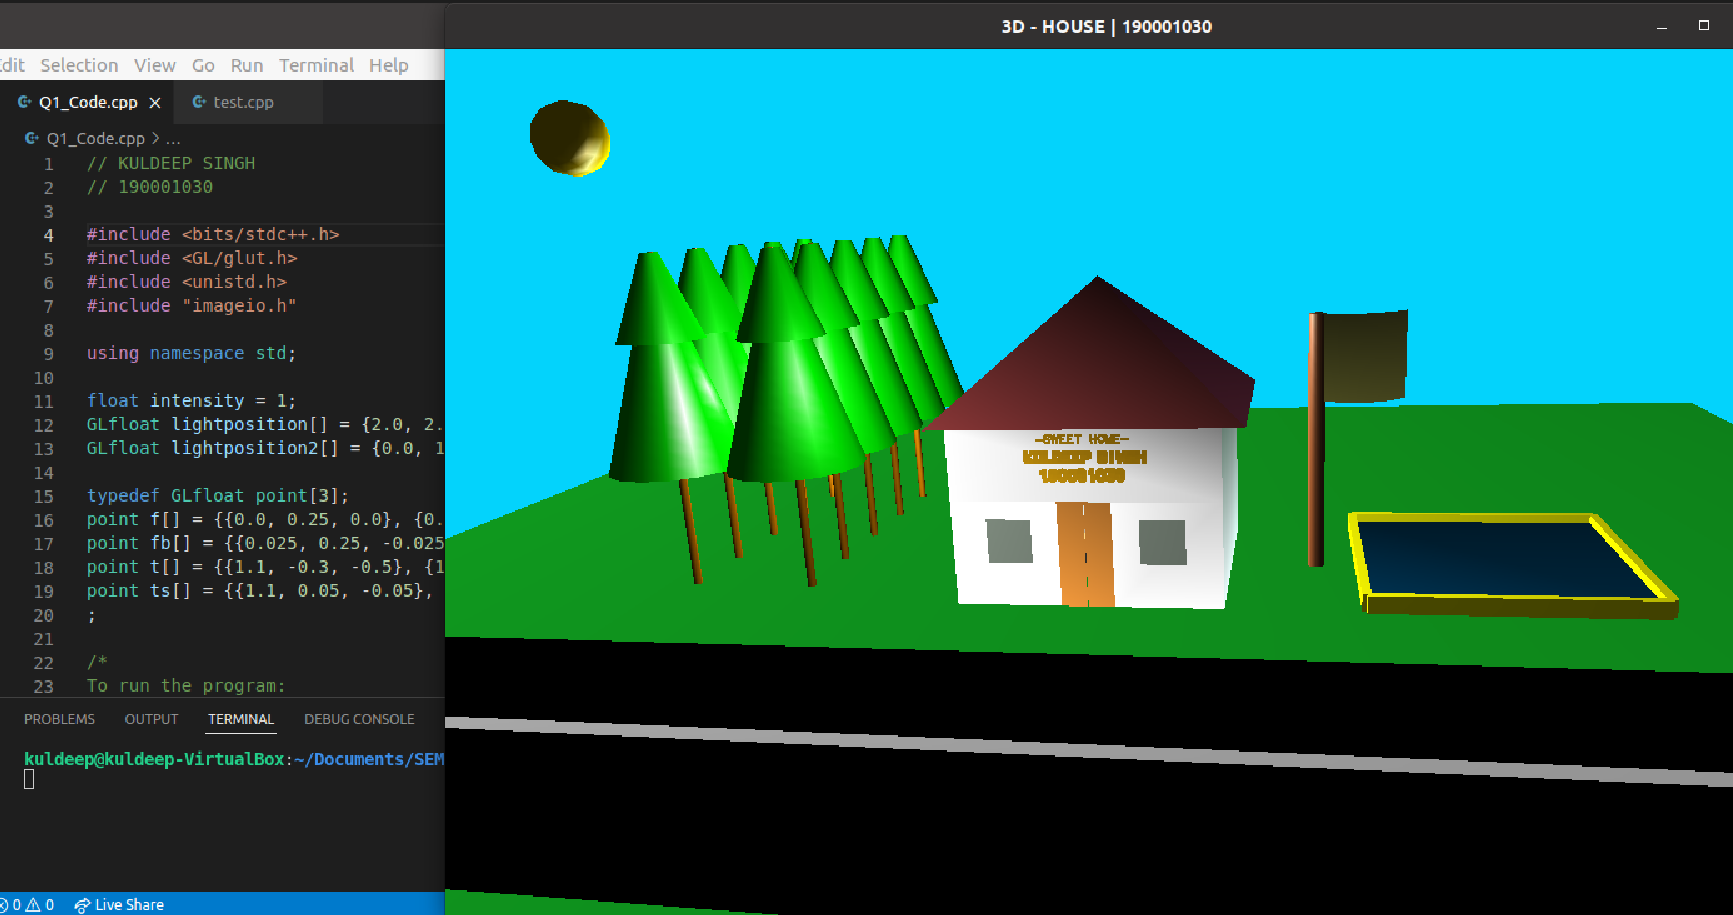 3D - HOUSE | 190001030
Edit Selection View Go Run Terminal Help
Q1_Code.cpp
test.cpp
Q1_Code.cpp > ...
1 // KULDEEP SINGH
2 // 190001030
3
4 #include <bits/stdc++.h>
5 #include <GL/glut.h>
6 #include <unistd.h>
7 #include "imageio.h"
8
9 using namespace std;
10
11 float intensity = 1;
12 GLfloat lightposition[] = {2.0, 2.
13 GLfloat lightposition2[] = {0.0, 1
14
15 typedef GLfloat point[3];
16 point f[] = {{0.0, 0.25, 0.0}, {0.
17 point fb[] = {{0.025, 0.25, -0.025
18 point t[] = {{1.1, -0.3, -0.5}, {1
19 point ts[] = {{1.1, 0.05, -0.05},
20 ;
21
22 /*
23 To run the program:
PROBLEMS OUTPUT TERMINAL DEBUG CONSOLE
kuldeep@kuldeep-VirtualBox:~/Documents/SEM
0 0 Live Share
—SWEET HOME—
KULDEEP SINGH
190001030